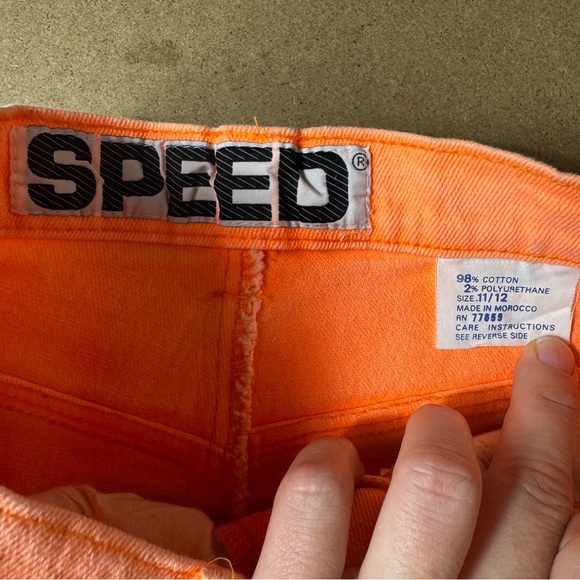 SPEED®
98% COTTON
2% POLYURETHANE
SIZE: 11/12
MADE IN MOROCCO
RN 77659
CARE INSTRUCTIONS
SEE REVERSE SIDE